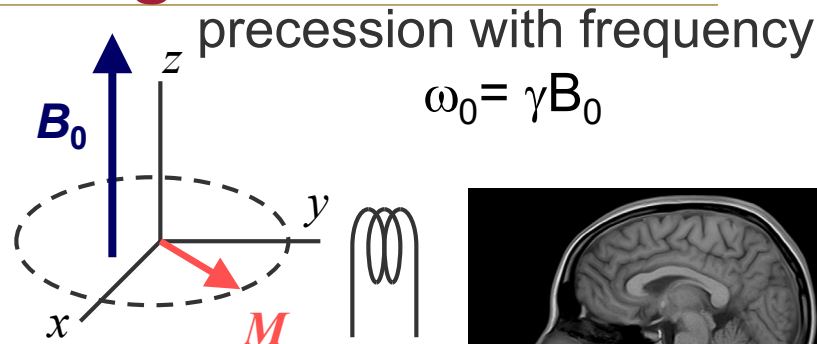 precession with frequency
ω₀= γB₀
z
B₀
y
x
M